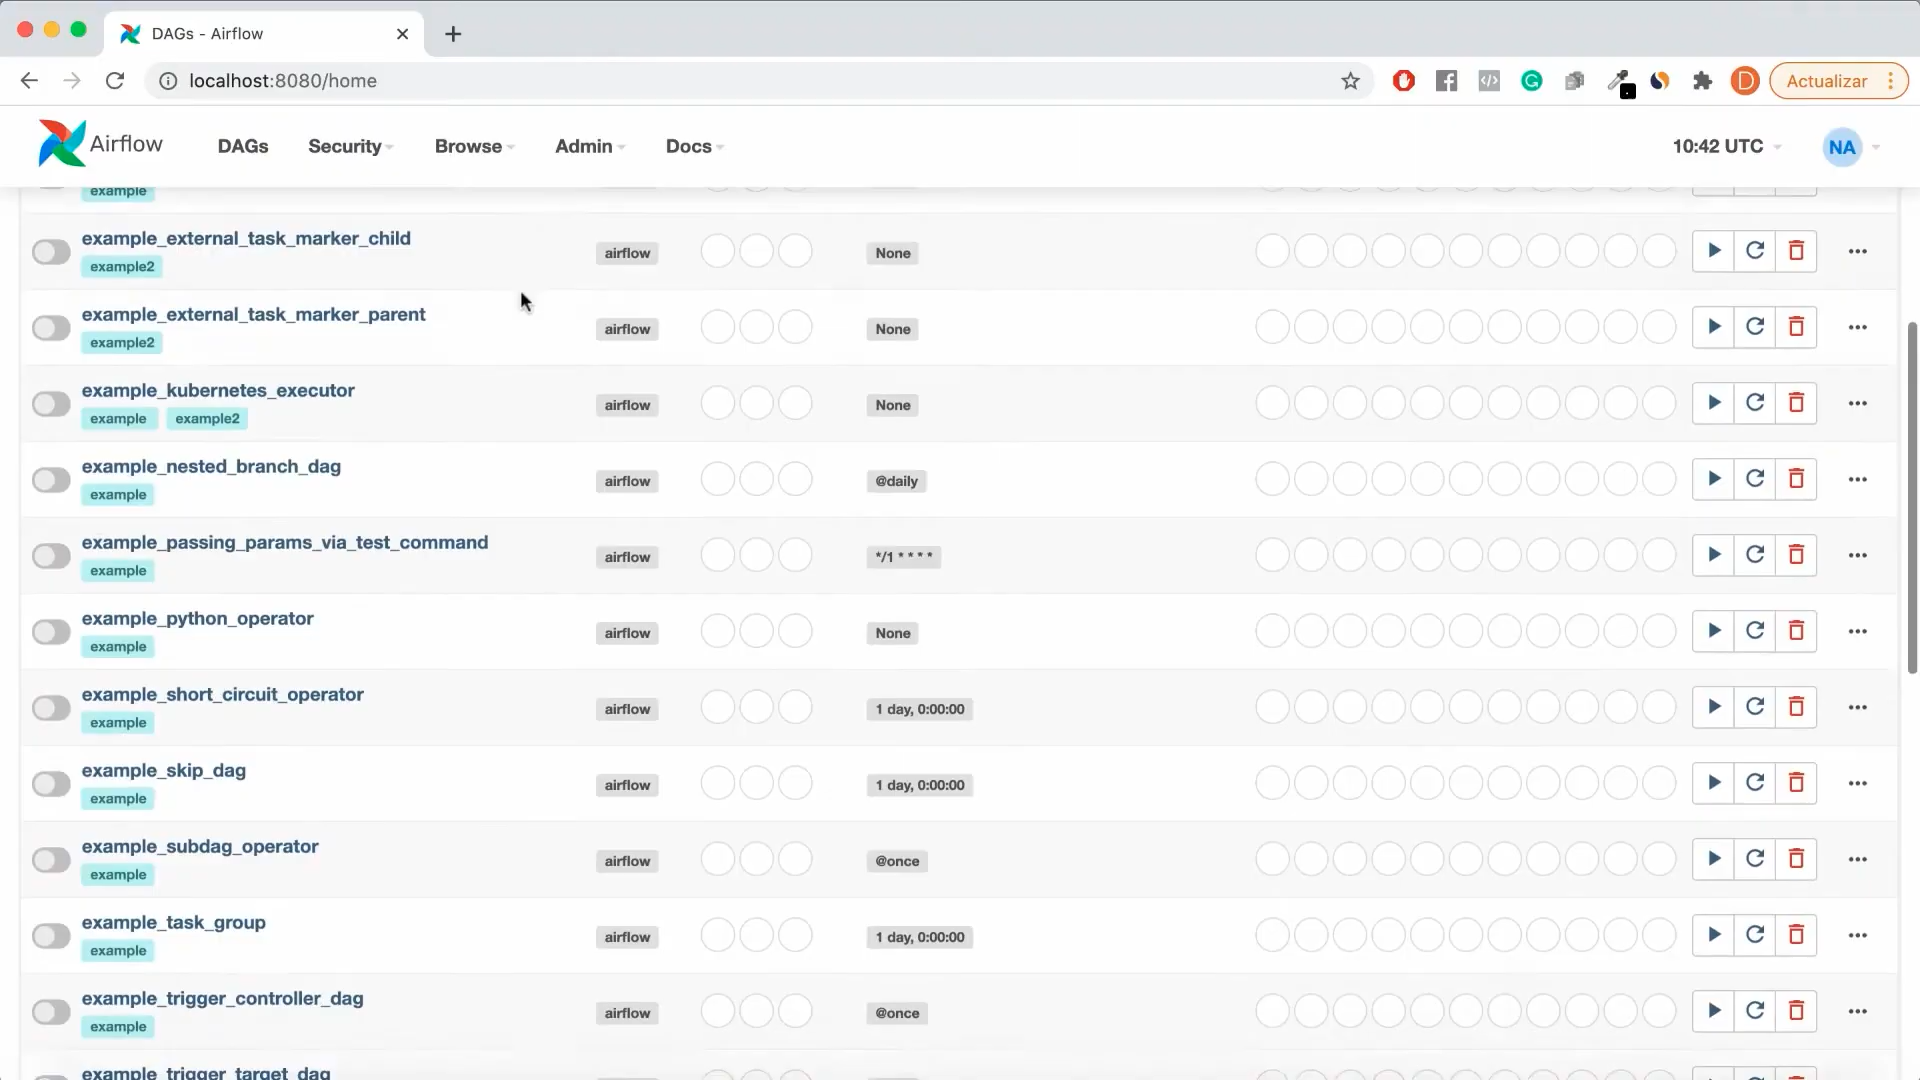 DAGs - Airflow
localhost:8080/home
D
Actualizar
Airflow
DAGs
Security
Browse
Admin
Docs
10:42 UTC
NA
example
example_external_task_marker_child
example2
airflow
None
example_external_task_marker_parent
example2
airflow
None
example_kubernetes_executor
example example2
airflow
None
example_nested_branch_dag
example
airflow
@daily
example_passing_params_via_test_command
example
airflow
*/1 * * * *
example_python_operator
example
airflow
None
example_short_circuit_operator
example
airflow
1 day, 0:00:00
example_skip_dag
example
airflow
1 day, 0:00:00
example_subdag_operator
example
airflow
@once
example_task_group
example
airflow
1 day, 0:00:00
example_trigger_controller_dag
example
airflow
@once
example_trigger_target_dag